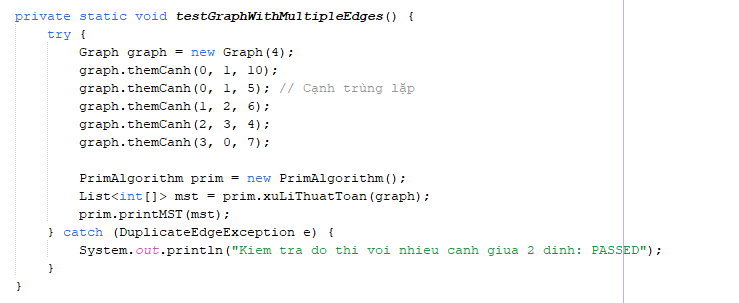 private static void testGraphWithMultipleEdges() {
try {
Graph graph = new Graph(4);
graph.themCanh(0, 1, 10);
graph.themCanh(0, 1, 5); // Cạnh trùng lặp
graph.themCanh(1, 2, 6);
graph.themCanh(2, 3, 4);
graph.themCanh(3, 0, 7);
PrimAlgorithm prim = new PrimAlgorithm();
List<int[]> mst = prim.xuLiThuatToan(graph);
prim.printMST(mst);
} catch (DuplicateEdgeException e) {
System.out.println("Kiem tra do thi voi nhieu canh giua 2 dinh: PASSED");
}
}